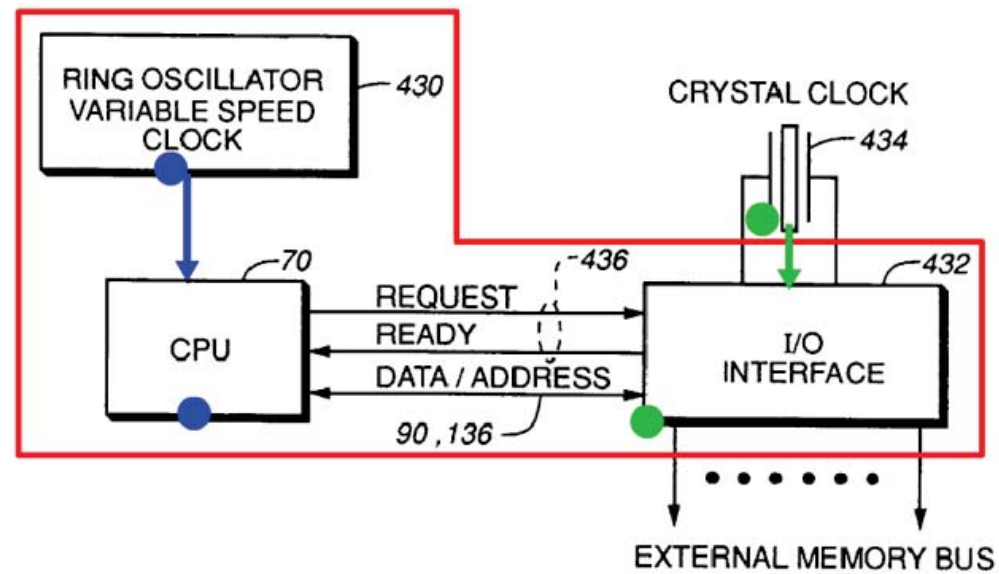 RING OSCILLATOR
VARIABLE SPEED
CLOCK
430
CRYSTAL CLOCK
434
70
436
432
REQUEST
READY
DATA / ADDRESS
CPU
I/O
INTERFACE
90 , 136
EXTERNAL MEMORY BUS